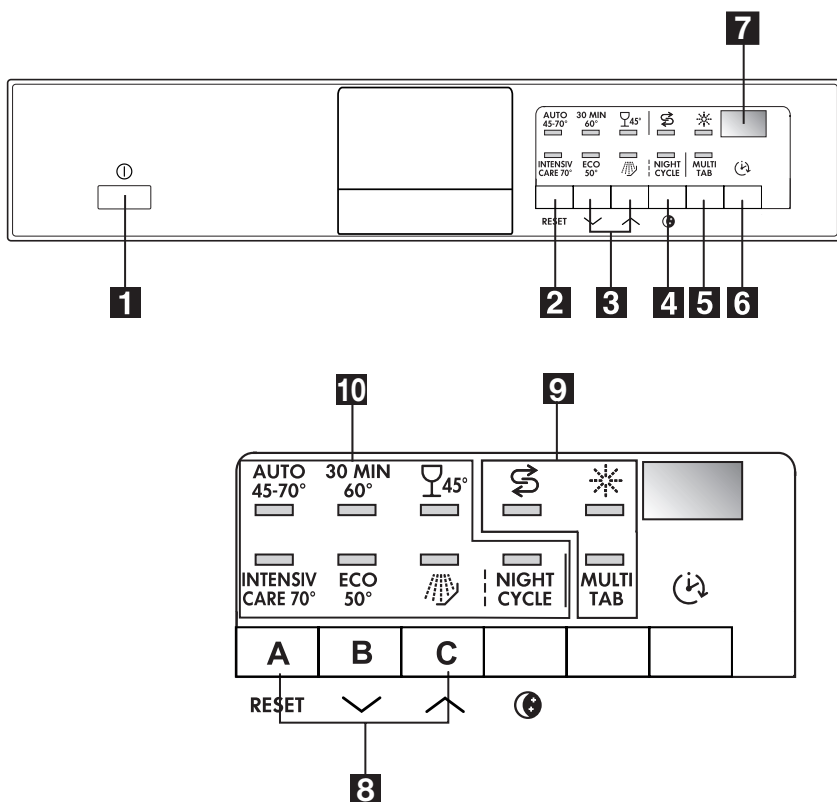 7
AUTO 45-70°
30 MIN 60°
45°
INTENSIV CARE 70°
ECO 50°
NIGHT CYCLE
MULTI TAB
RESET
1
2
3
4
5
6
10
9
AUTO 45-70°
30 MIN 60°
45°
INTENSIV CARE 70°
ECO 50°
NIGHT CYCLE
MULTI TAB
A
B
C
RESET
8